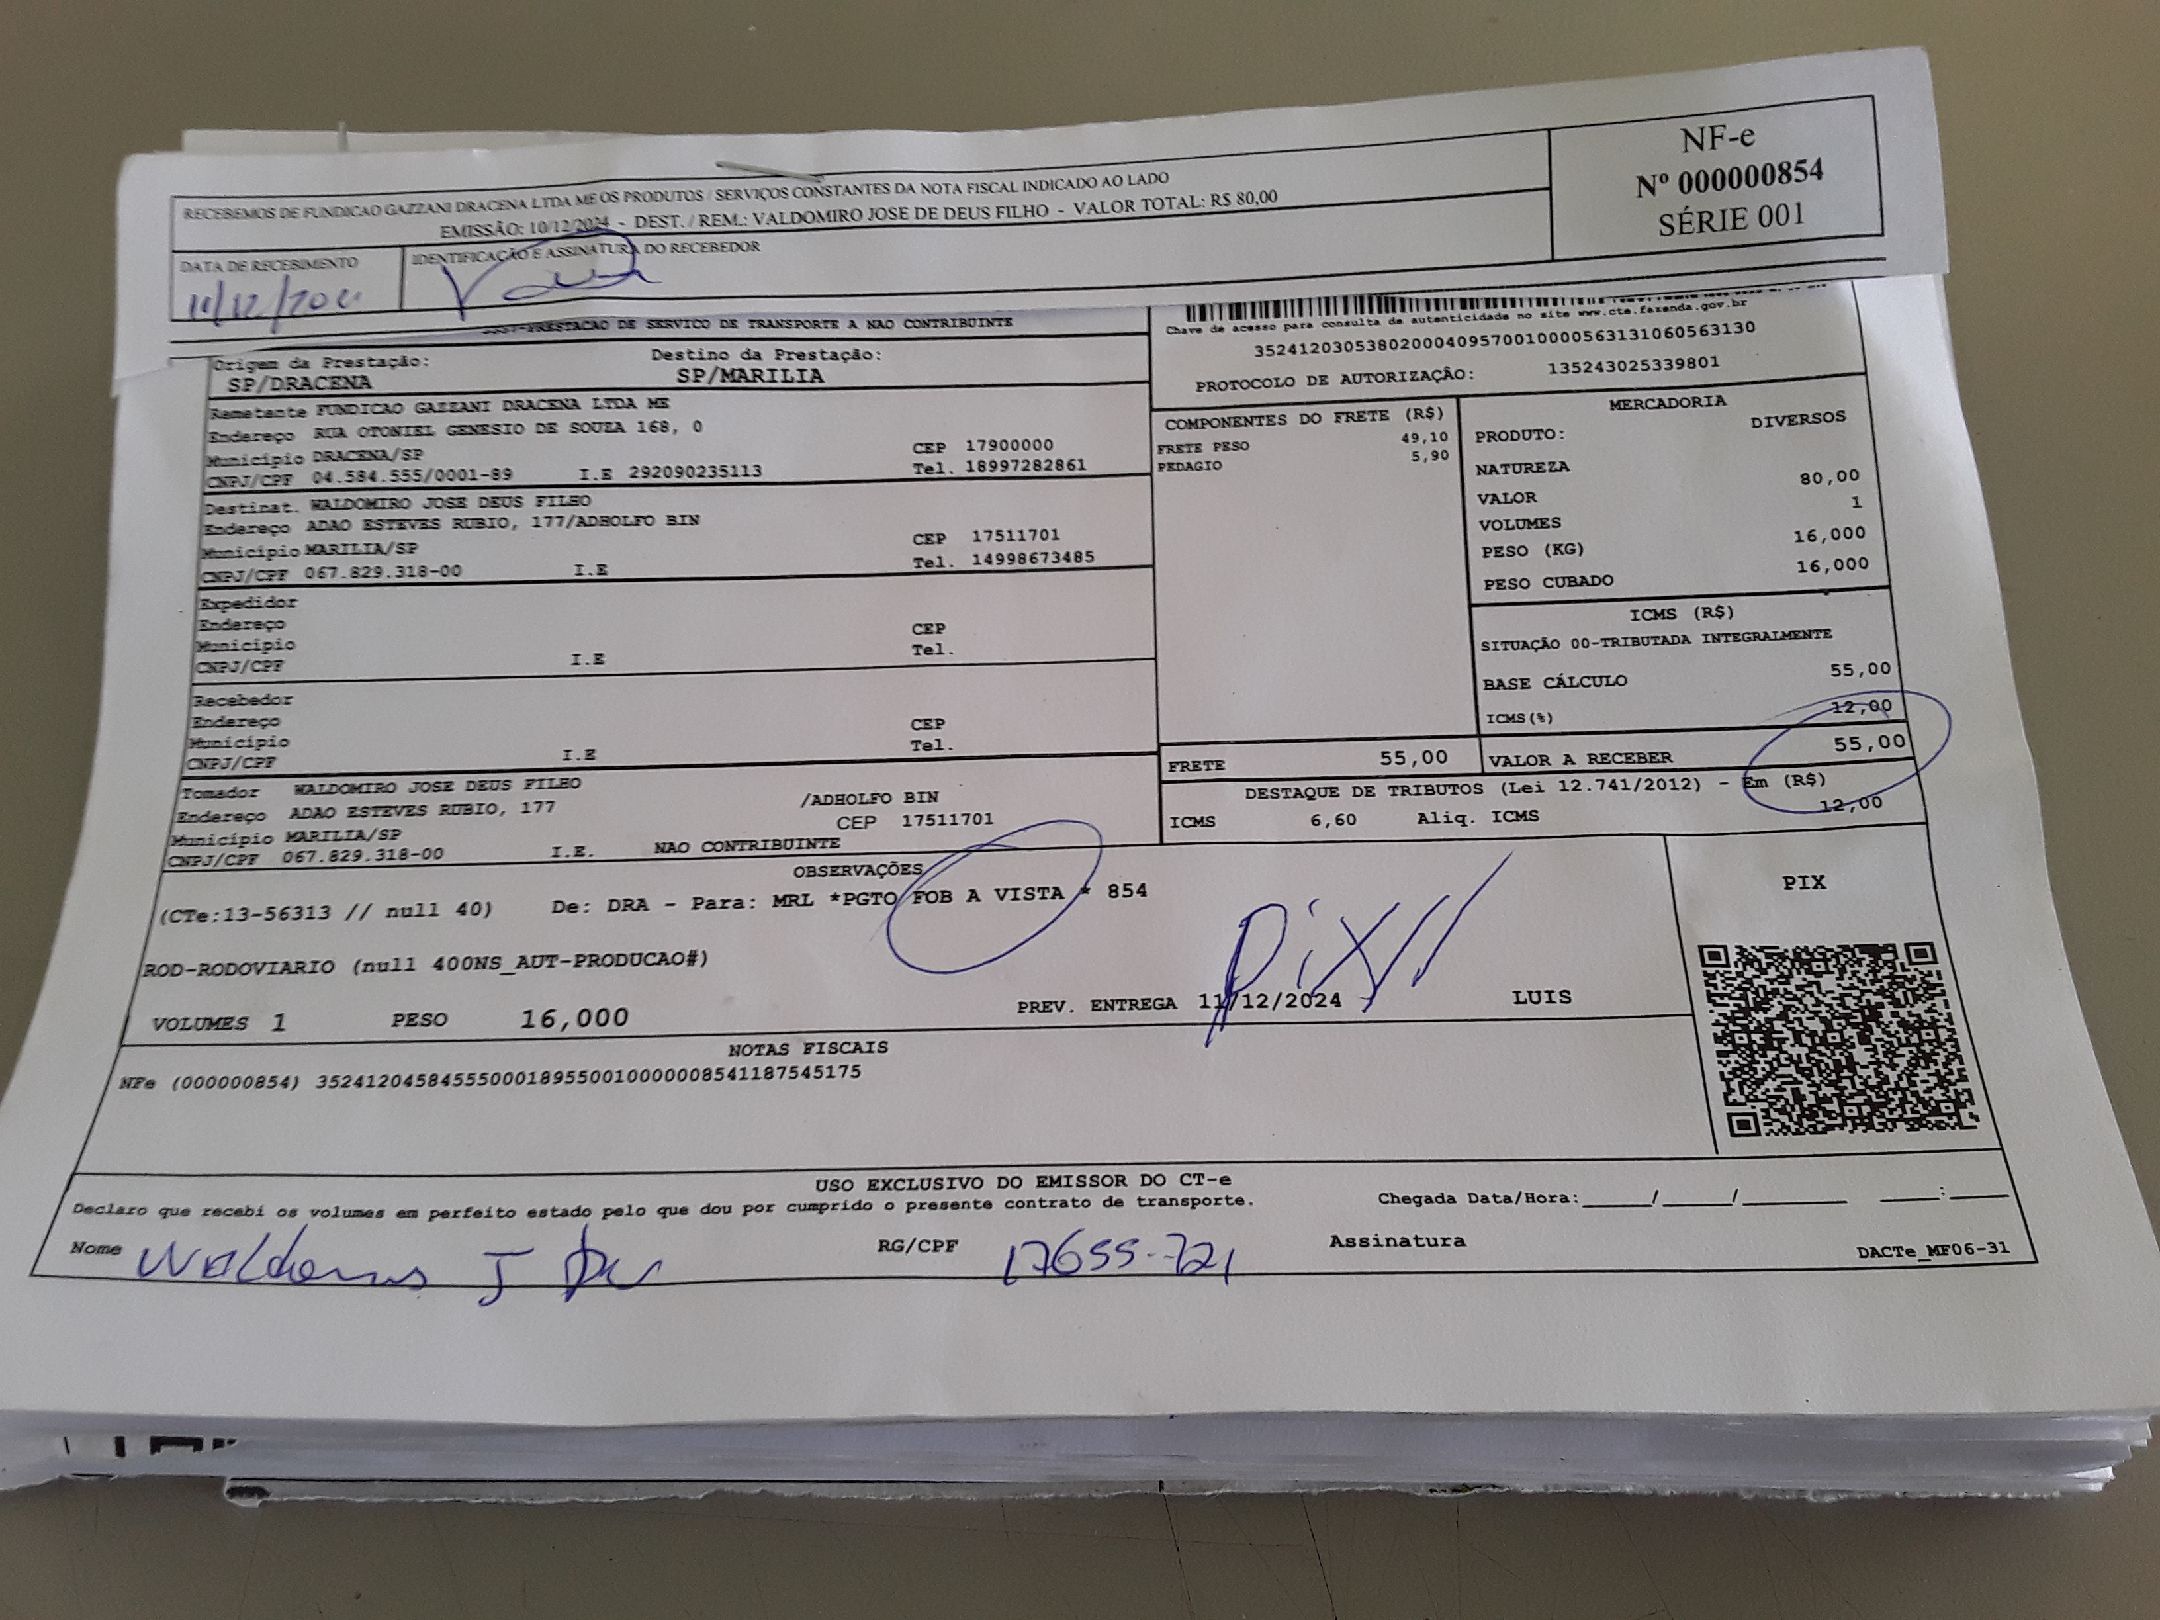 NF-e
Nº 000000854
SÉRIE 001
RECEBEMOS DE FUNDICAO GAZZANI DRACENA LTDA ME OS PRODUTOS / SERVIÇOS CONSTANTES DA NOTA FISCAL INDICADO AO LADO
EMISSÃO: 10/12/2024 - DEST. / REM.: VALDOMIRO JOSE DE DEUS FILHO - VALOR TOTAL: R$ 80,00
DATA DE RECEBIMENTO
IDENTIFICAÇÃO E ASSINATURA DO RECEBEDOR
PRESTACAO DE SERVICO DE TRANSPORTE A NAO CONTRIBUINTE
Chave de acesso para consulta de autenticidade no site www.cte.fazenda.gov.br
35241203053802000409570010000563131060563130
PROTOCOLO DE AUTORIZAÇÃO: 135243025339801
Origem da Prestação: Destino da Prestação:
SP/DRACENA SP/MARILIA
Remetente FUNDICAO GAZZANI DRACENA LTDA ME
Endereço RUA OTONIEL GENESIO DE SOUZA 168, 0
Município DRACENA/SP CEP 17900000
CNPJ/CPF 04.584.555/0001-89 I.E 292090235113 Tel. 18997282861
Destinat. WALDOMIRO JOSE DEUS FILHO
Endereço ADAO ESTEVES RUBIO, 177/ADHOLFO BIN
Município MARILIA/SP CEP 17511701
CNPJ/CPF 067.829.318-00 I.E Tel. 14998673485
Expedidor
Endereço
Município CEP
CNPJ/CPF I.E Tel.
Recebedor
Endereço
Município CEP
CNPJ/CPF I.E Tel.
Tomador WALDOMIRO JOSE DEUS FILHO
Endereço ADAO ESTEVES RUBIO, 177 /ADHOLFO BIN
Município MARILIA/SP CEP 17511701
CNPJ/CPF 067.829.318-00 I.E. NAO CONTRIBUINTE
COMPONENTES DO FRETE (R$)
FRETE PESO 49,10
PEDAGIO 5,90
MERCADORIA
PRODUTO: DIVERSOS
NATUREZA
VALOR 80,00
VOLUMES 1
PESO (KG) 16,000
PESO CUBADO 16,000
ICMS (R$)
SITUAÇÃO 00-TRIBUTADA INTEGRALMENTE
BASE CÁLCULO 55,00
ICMS(%) 12,00
FRETE 55,00 VALOR A RECEBER 55,00
DESTAQUE DE TRIBUTOS (Lei 12.741/2012) - Em (R$)
ICMS 6,60 Aliq. ICMS 12,00
OBSERVAÇÕES
(CTe:13-56313 // null 40) De: DRA - Para: MRL *PGTO FOB A VISTA * 854
ROD-RODOVIARIO (null 400NS_AUT-PRODUCAO#)
Pix
VOLUMES 1 PESO 16,000 PREV. ENTREGA 11/12/2024 LUIS
PIX
NOTAS FISCAIS
NFe (000000854) 35241204584555000189550010000008541187545175
USO EXCLUSIVO DO EMISSOR DO CT-e
Declaro que recebi os volumes em perfeito estado pelo que dou por cumprido o presente contrato de transporte. Chegada Data/Hora:____/____/______ ____:____
Nome RG/CPF 17655-721 Assinatura
DACTe_MF06-31